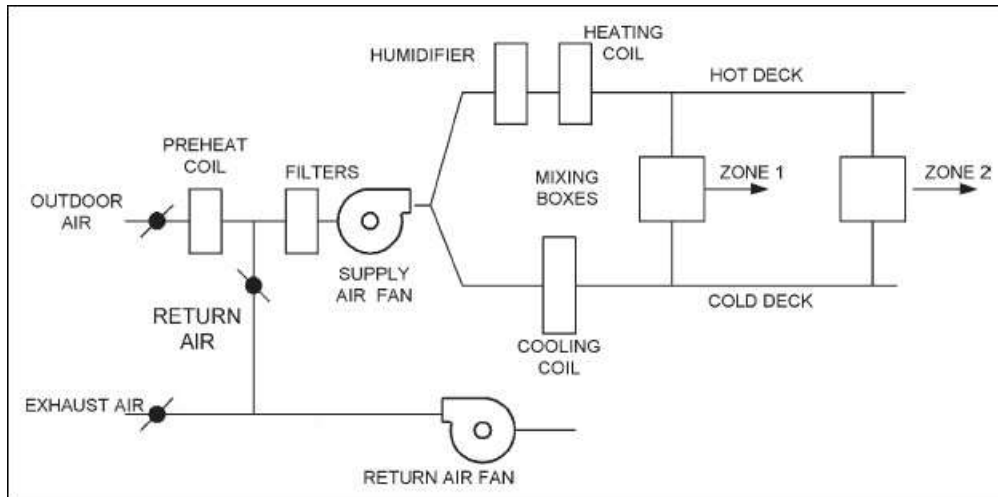 HUMIDIFIER
HEATING
COIL
HOT DECK
PREHEAT
COIL
FILTERS
MIXING
BOXES
ZONE 1
ZONE 2
OUTDOOR
AIR
SUPPLY
AIR FAN
RETURN
AIR
COLD DECK
COOLING
COIL
EXHAUST AIR
RETURN AIR FAN